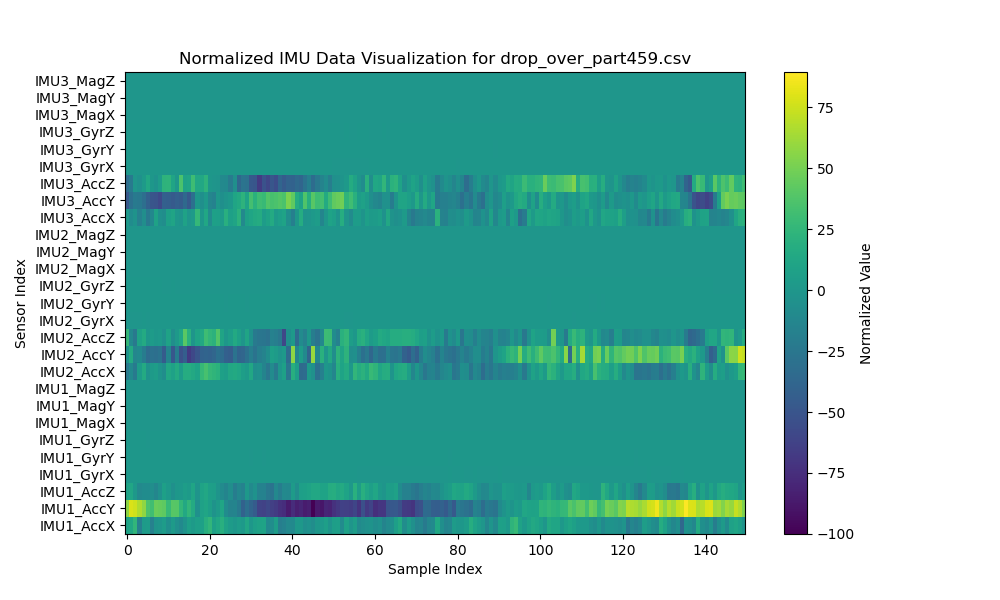 Normalized IMU Data Visualization for drop_over_part459.csv
IMU3_MagZ
IMU3_MagY
IMU3_MagX
IMU3_GyrZ
IMU3_GyrY
IMU3_GyrX
IMU3_AccZ
IMU3_AccY
IMU3_AccX
IMU2_MagZ
IMU2_MagY
IMU2_MagX
IMU2_GyrZ
IMU2_GyrY
IMU2_GyrX
IMU2_AccZ
IMU2_AccY
IMU2_AccX
IMU1_MagZ
IMU1_MagY
IMU1_MagX
IMU1_GyrZ
IMU1_GyrY
IMU1_GyrX
IMU1_AccZ
IMU1_AccY
IMU1_AccX
Sensor Index
0 20 40 60 80 100 120 140
Sample Index
75
50
25
0
−25
−50
−75
−100
Normalized Value